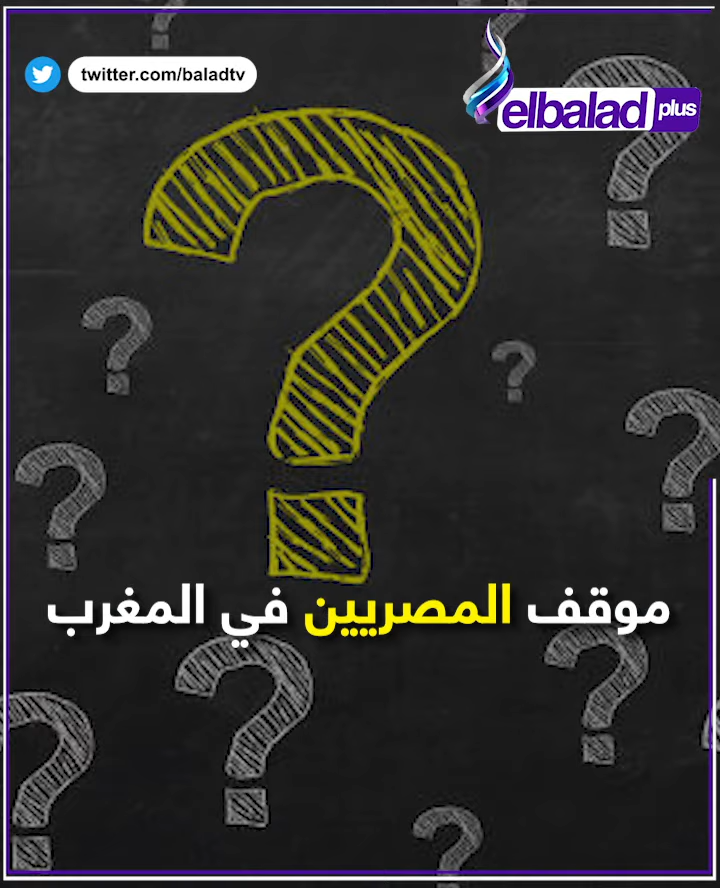 twitter.com/baladtv
elbalad plus
موقف المصريين في المغرب